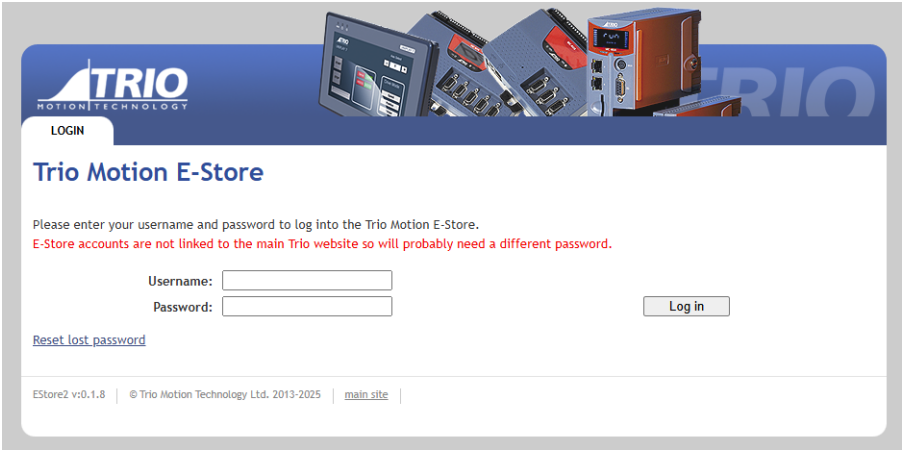 TRIO
MOTION TECHNOLOGY
TRIO
LOGIN
Trio Motion E-Store
Please enter your username and password to log into the Trio Motion E-Store.
E-Store accounts are not linked to the main Trio website so will probably need a different password.
Username:
Password:
Log in
Reset lost password
EStore2 v:0.1.8
© Trio Motion Technology Ltd. 2013-2025
main site